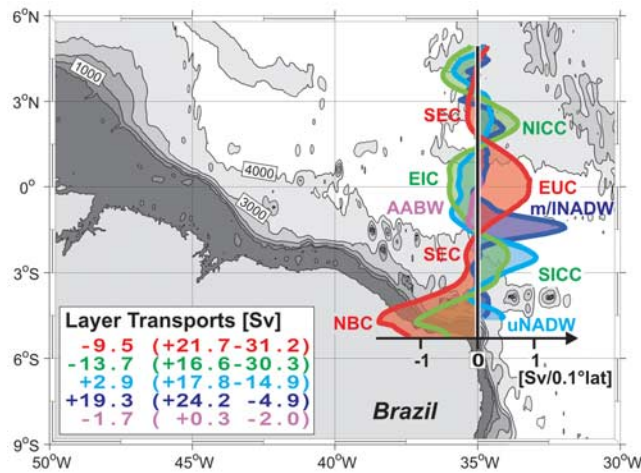 6°N
3°N
0°
3°S
6°S
9°S
50°W
45°W
40°W
35°W
30°W
1000
4000
3000
SEC
NICC
EIC
EUC
AABW
m/lNADW
SEC
SICC
NBC
uNADW
-1
0
1
[Sv/0.1°lat]
Brazil
Layer Transports [Sv]
-9.5 (+21.7-31.2)
-13.7 (+16.6-30.3)
+2.9 (+17.8-14.9)
+19.3 (+24.2 -4.9)
-1.7 ( +0.3 -2.0)